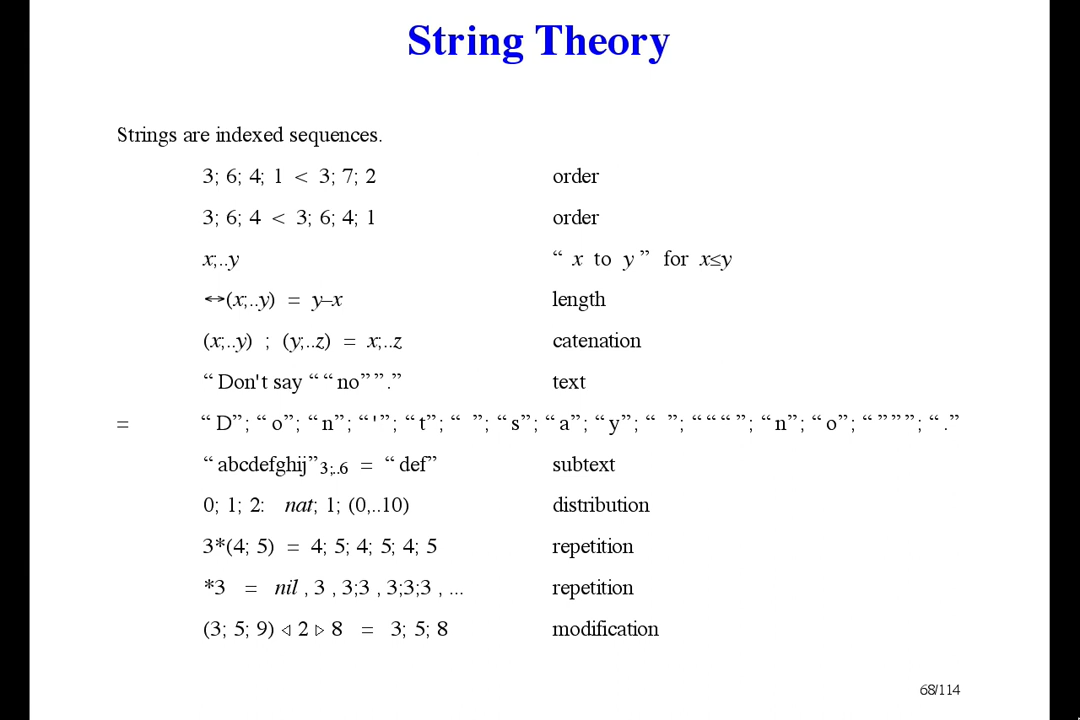 String Theory
Strings are indexed sequences.
3; 6; 4; 1 < 3; 7; 2 order
3; 6; 4 < 3; 6; 4; 1 order
x;..y “ x to y ” for x≤y
↔(x;..y) = y–x length
(x;..y) ; (y;..z) = x;..z catenation
“Don't say ““no””.” text
= “D”; “o”; “n”; “'”; “t”; “ ”; “s”; “a”; “y”; “ ”; “““”; “n”; “o”; “”””; “.”
“abcdefghij”3;..6 = “def” subtext
0; 1; 2: nat; 1; (0,..10) distribution
3*(4; 5) = 4; 5; 4; 5; 4; 5 repetition
*3 = nil , 3 , 3;3 , 3;3;3 , ... repetition
(3; 5; 9) ◃ 2 ▹ 8 = 3; 5; 8 modification
68/114